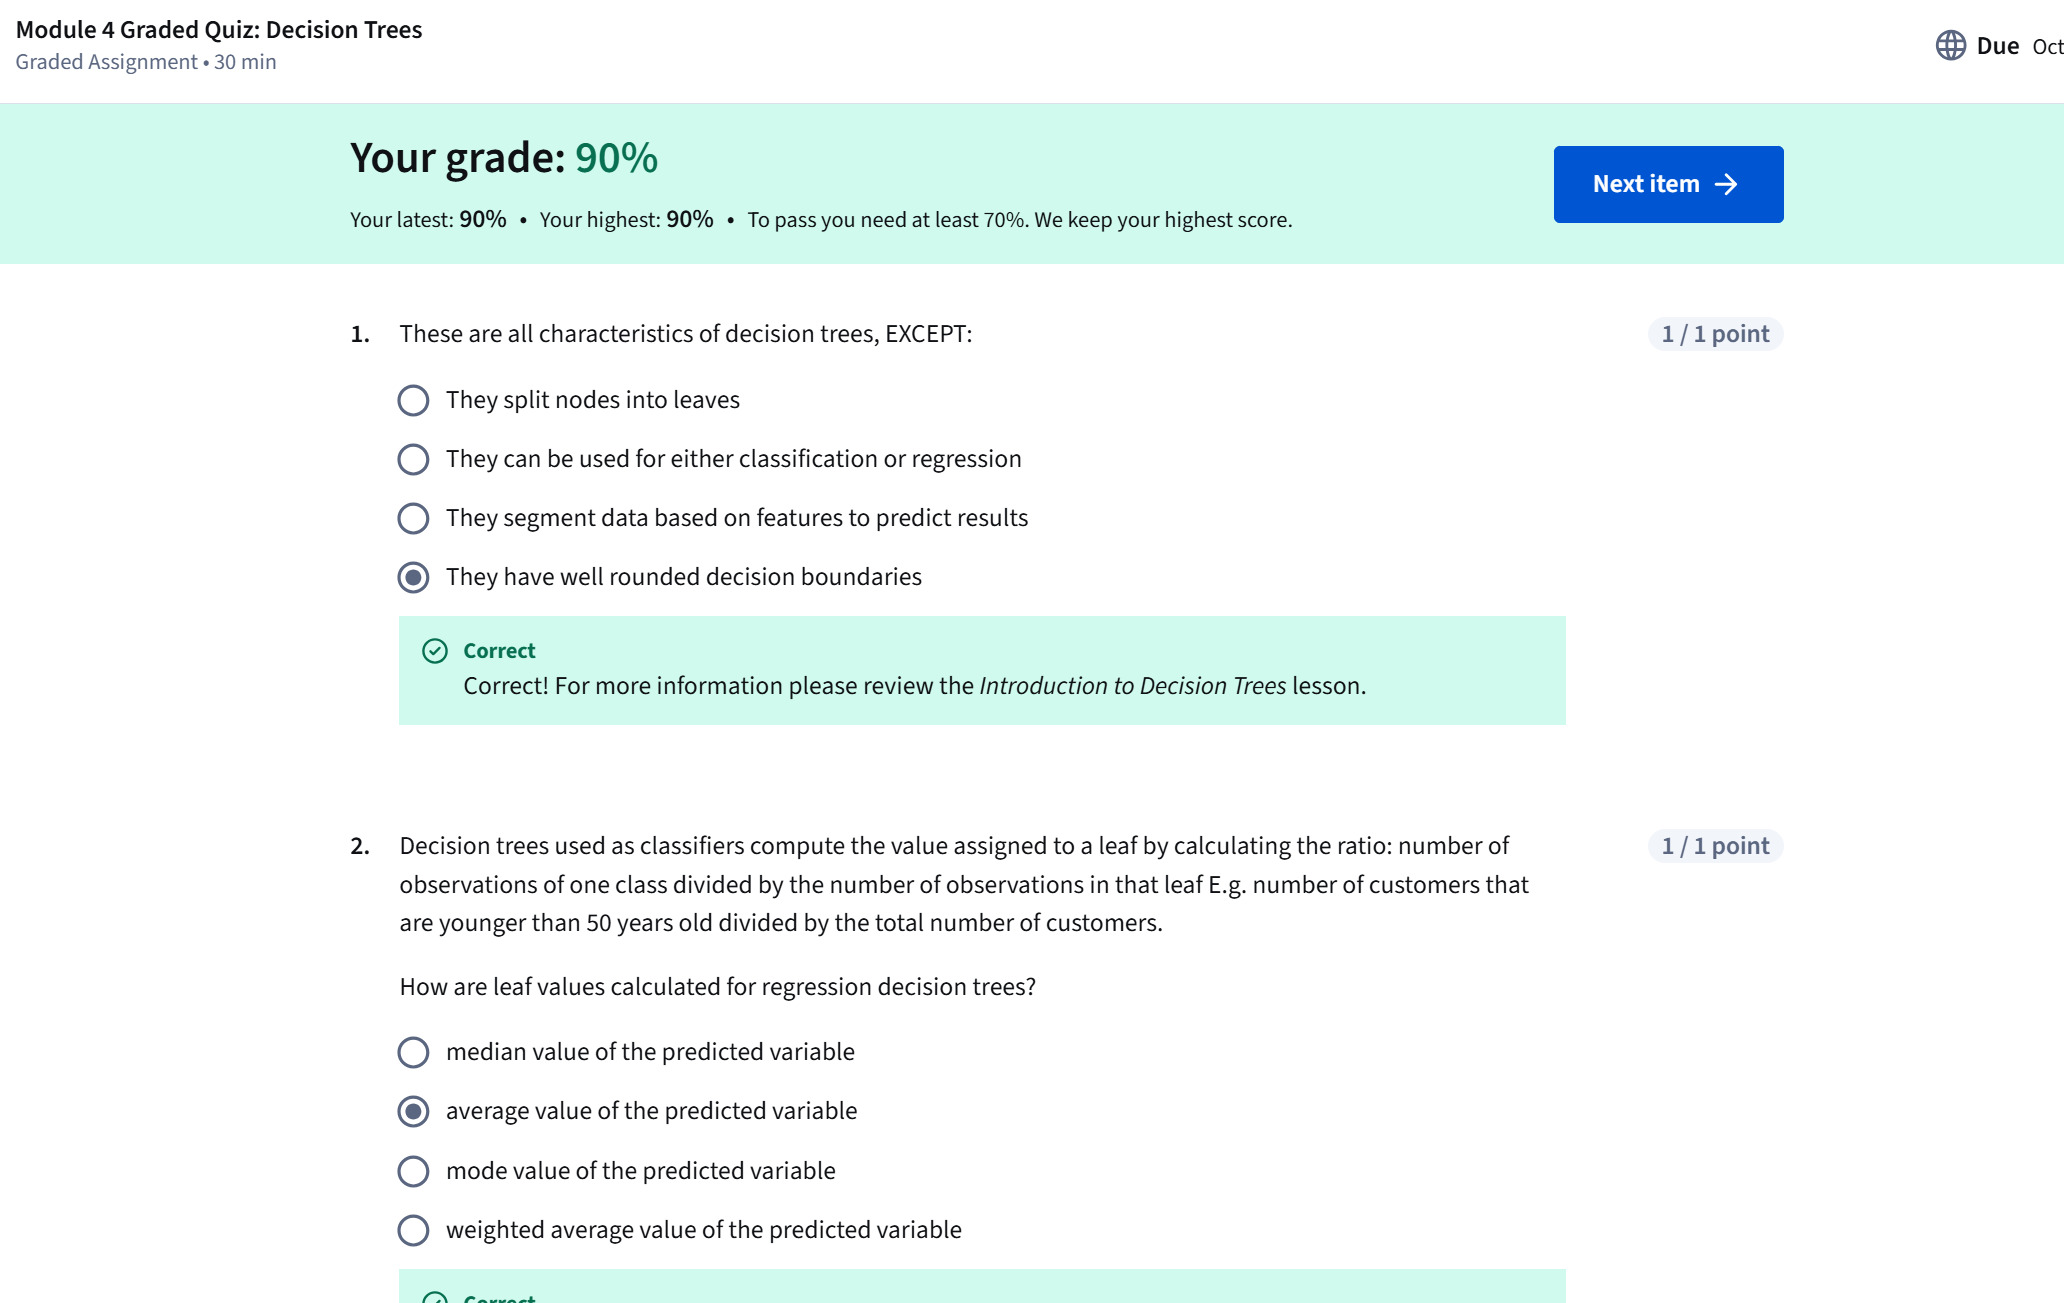 Module 4 Graded Quiz: Decision Trees
Graded Assignment • 30 min
Due Oct
Your grade: 90%
Your latest: 90% • Your highest: 90% • To pass you need at least 70%. We keep your highest score.
Next item
1. These are all characteristics of decision trees, EXCEPT:
1 / 1 point
They split nodes into leaves
They can be used for either classification or regression
They segment data based on features to predict results
They have well rounded decision boundaries
Correct
Correct! For more information please review the Introduction to Decision Trees lesson.
2. Decision trees used as classifiers compute the value assigned to a leaf by calculating the ratio: number of
1 / 1 point
observations of one class divided by the number of observations in that leaf E.g. number of customers that
are younger than 50 years old divided by the total number of customers.
How are leaf values calculated for regression decision trees?
median value of the predicted variable
average value of the predicted variable
mode value of the predicted variable
weighted average value of the predicted variable
Correct